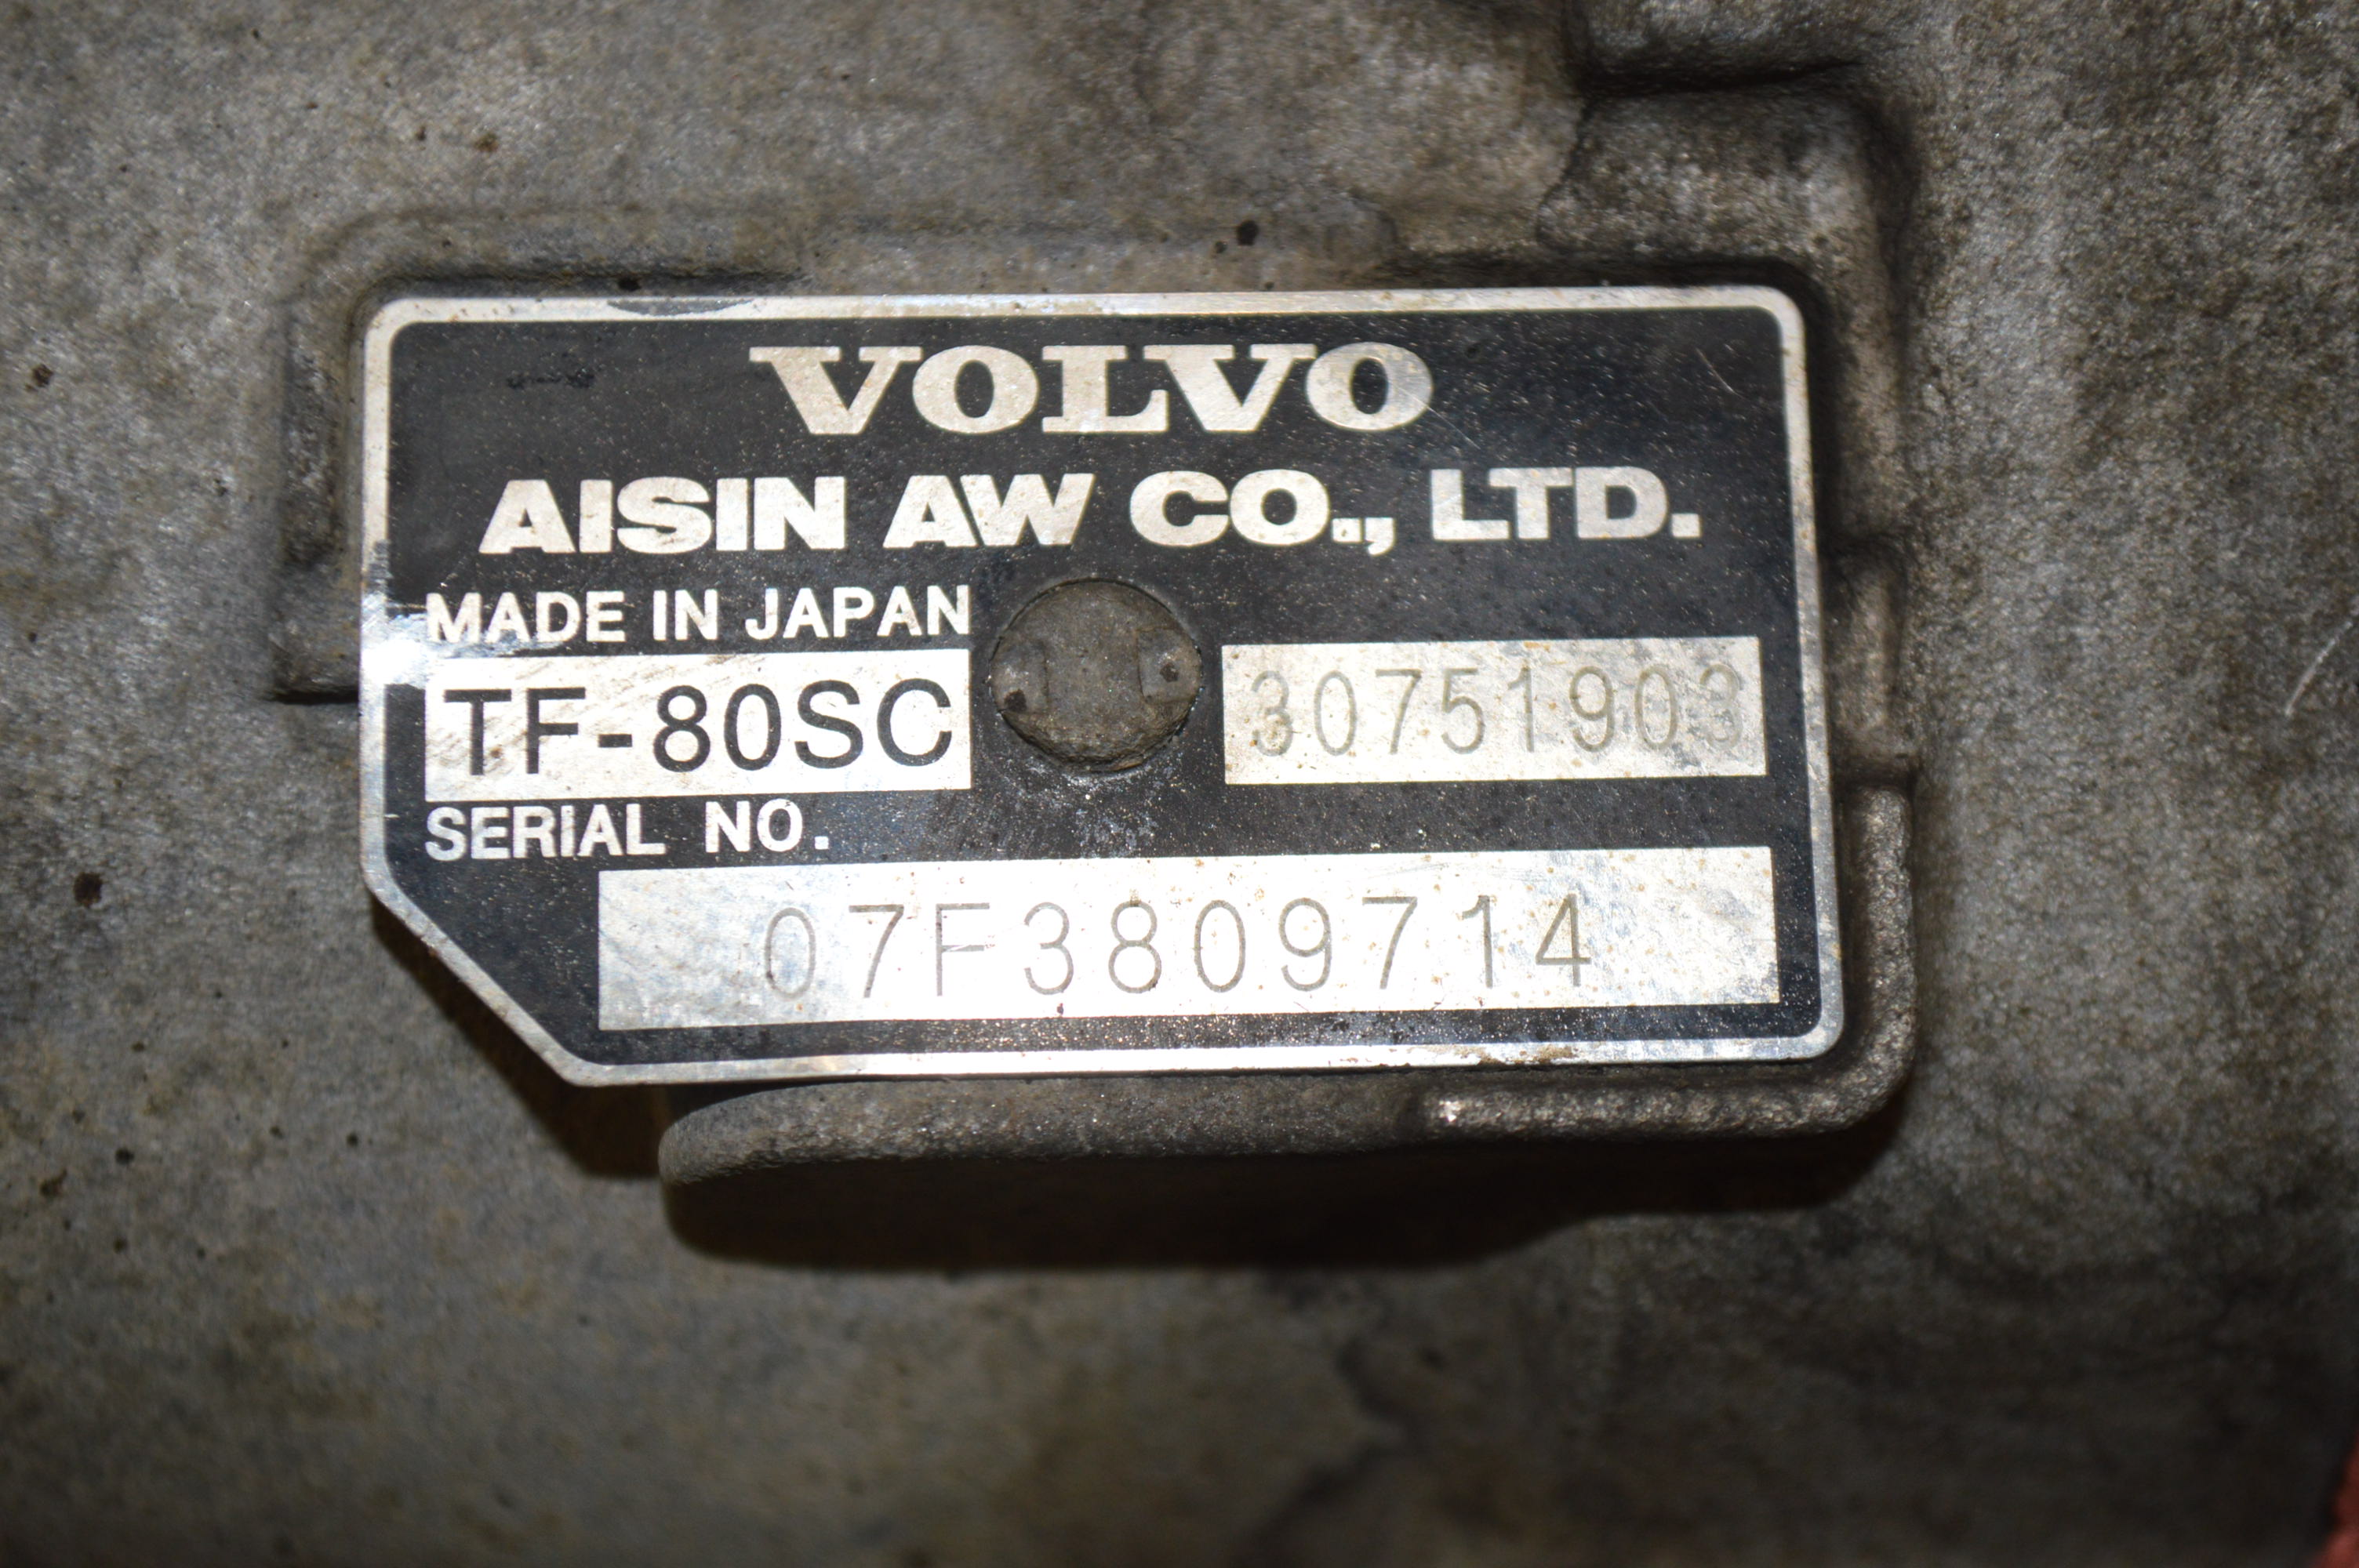 VOLVO
AISIN AW CO., LTD.
MADE IN JAPAN
TF-80SC 30751903
SERIAL NO.
07F3809714